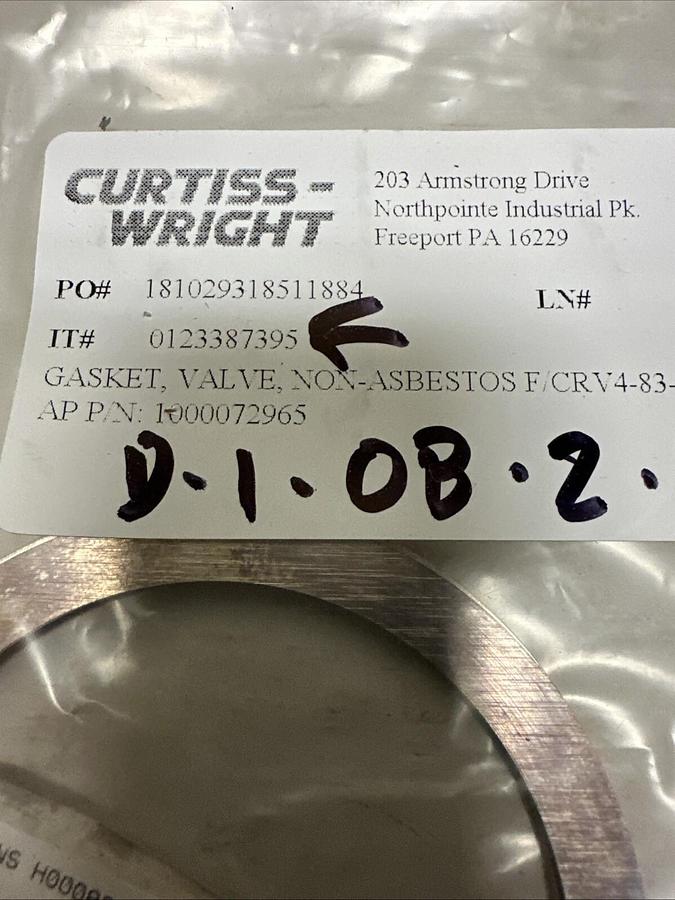 CURTISS-
WRIGHT
203 Armstrong Drive
Northpointe Industrial Pk.
Freeport PA 16229
PO# 181029318511884
LN#
IT# 0123387395
GASKET, VALVE, NON-ASBESTOS F/CRV4-83-
AP P/N: 1000072965
D.1.OB.2.